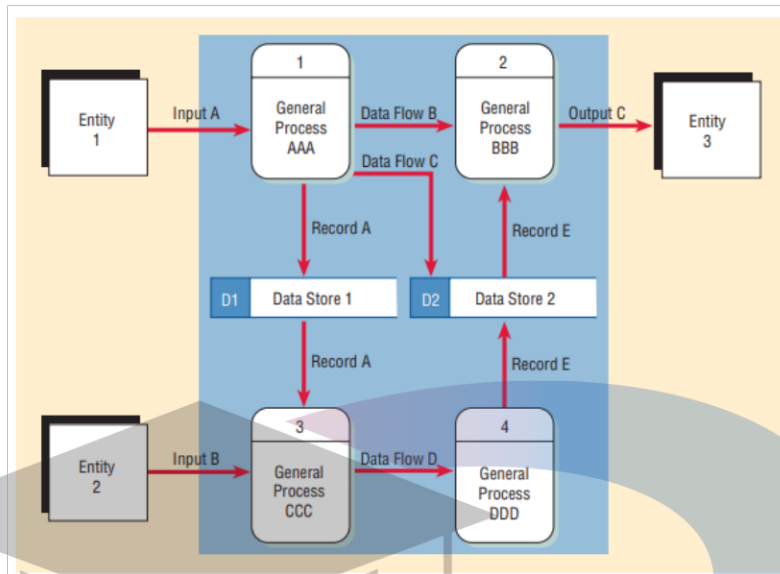 1
2
Entity
1
Input A
General
Process
AAA
Data Flow B
General
Process
BBB
Output C
Entity
3
Data Flow C
Record A
Record E
D1
Data Store 1
D2
Data Store 2
Record A
Record E
3
4
Entity
2
Input B
General
Process
CCC
Data Flow D
General
Process
DDD